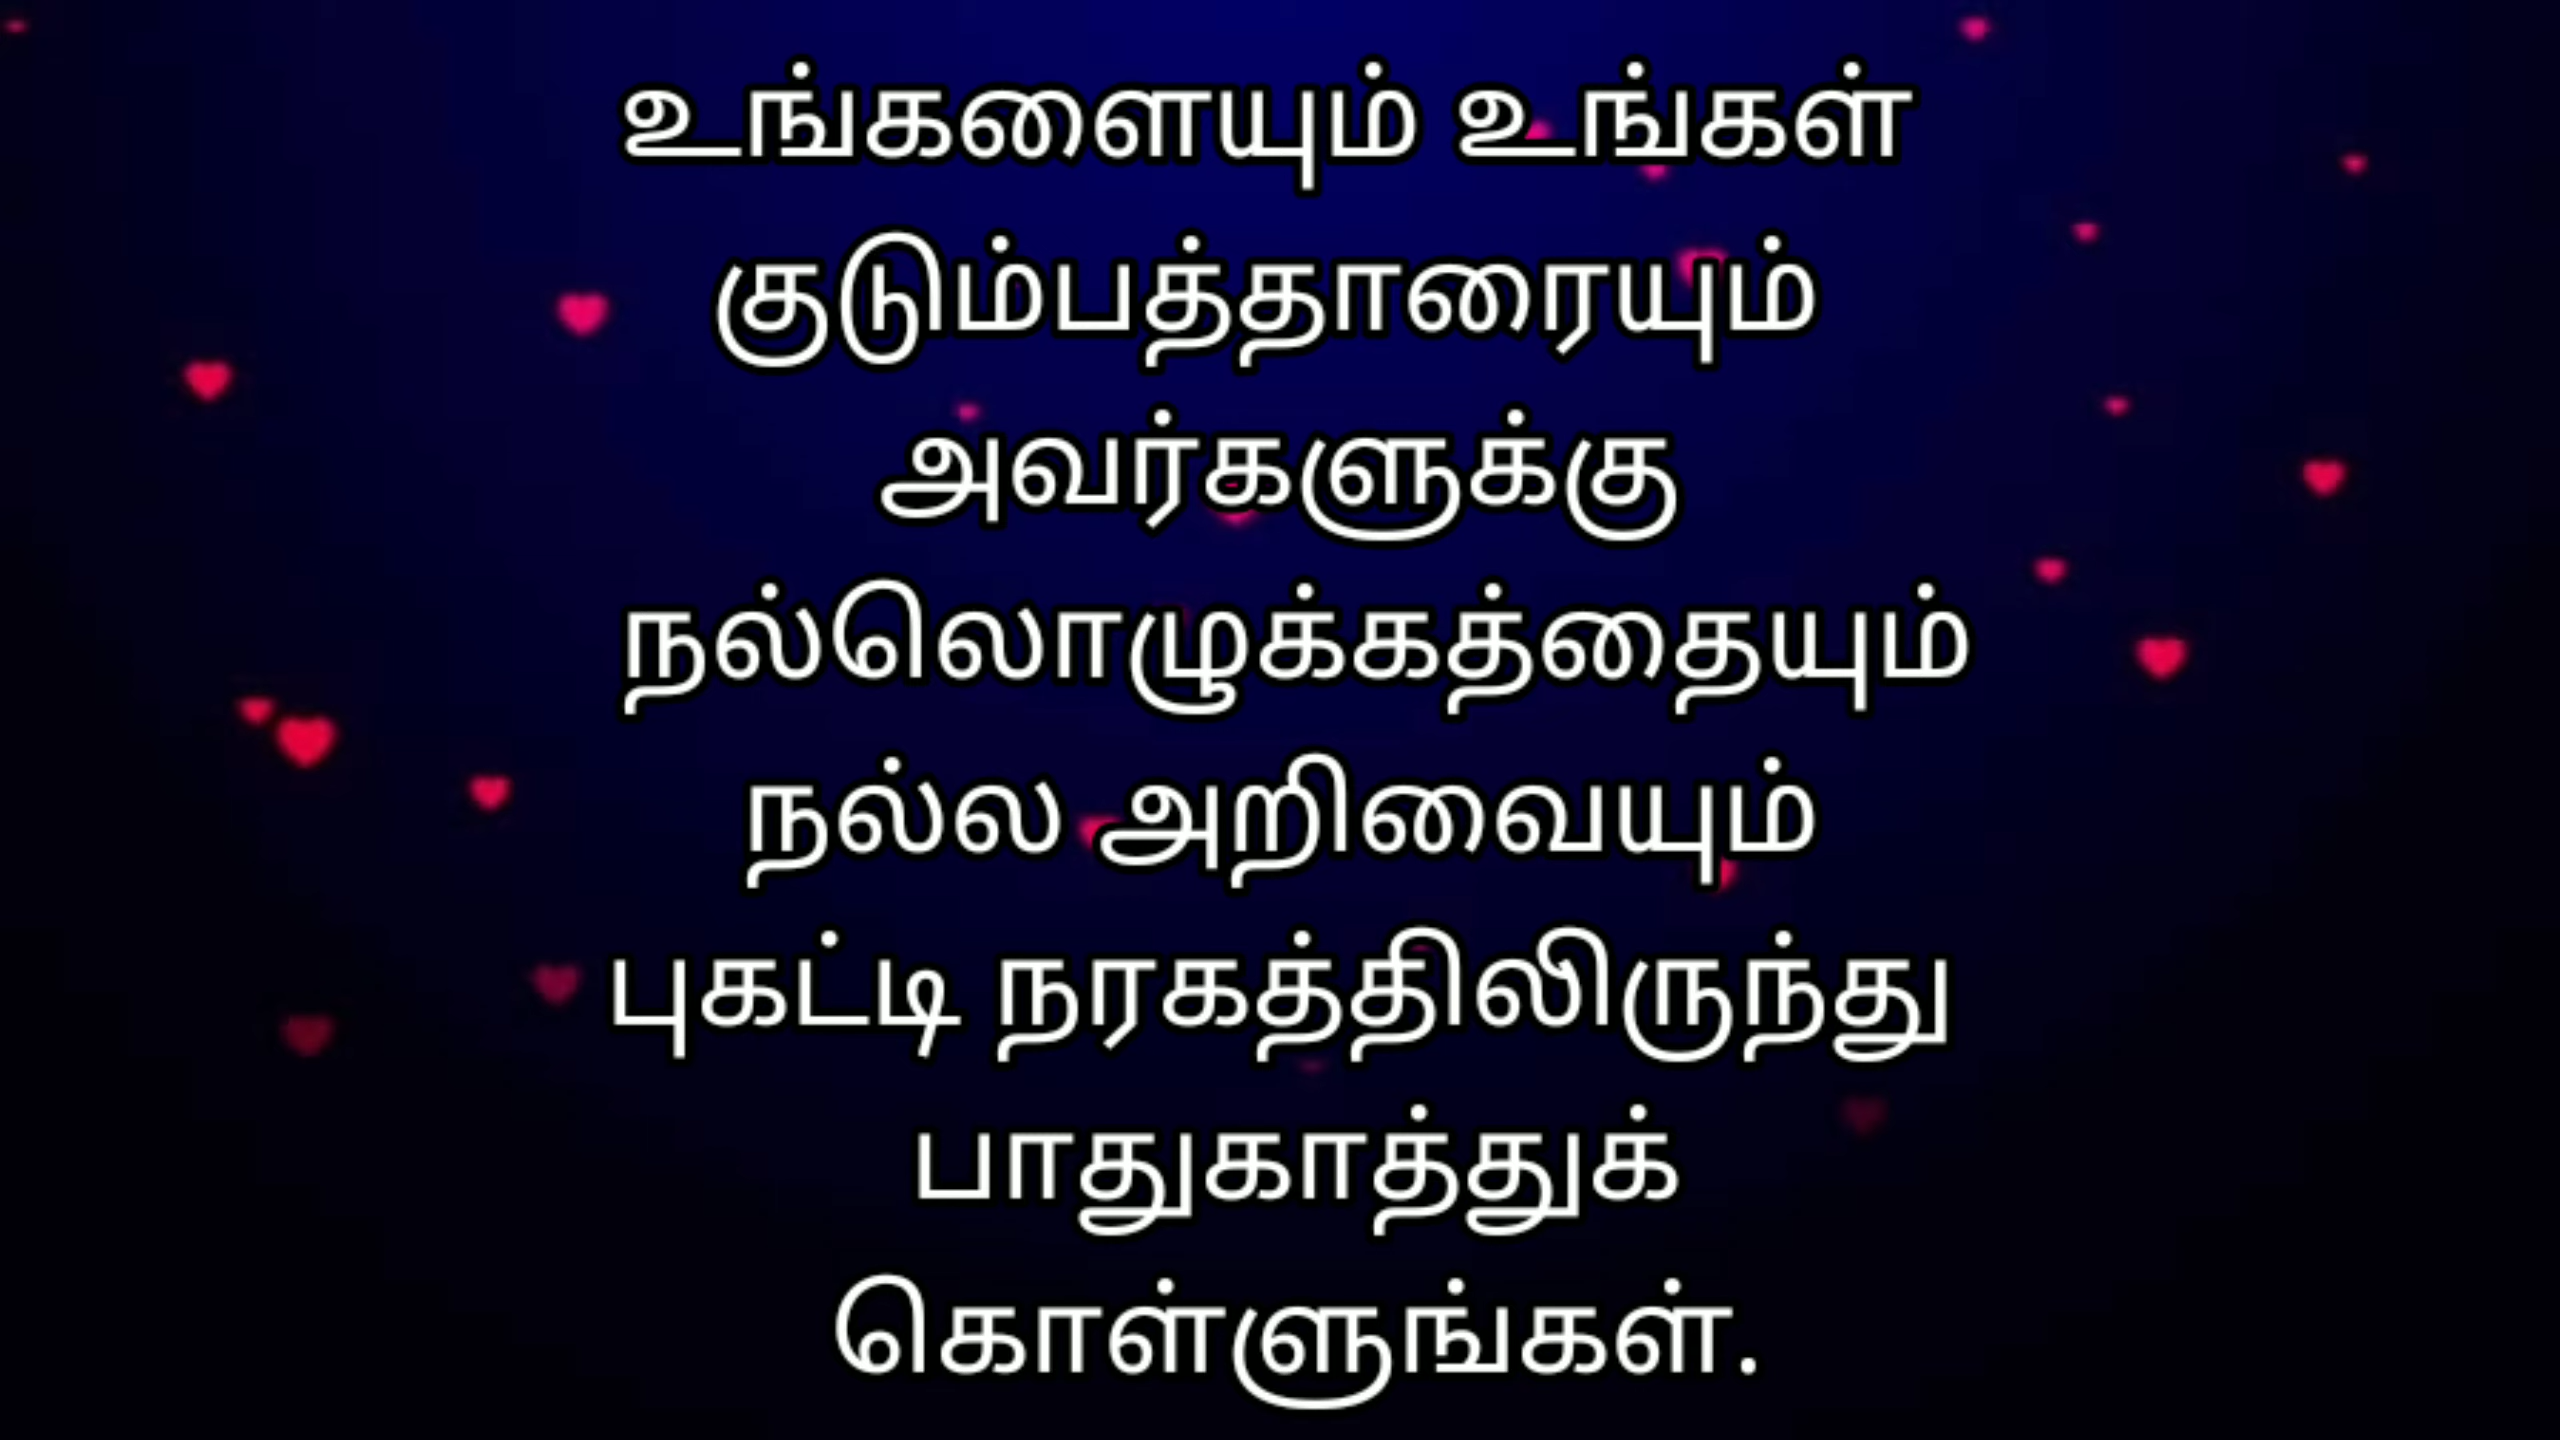 உங்களையும் உங்கள்
குடும்பத்தாரையும்
அவர்களுக்கு
நல்லொழுக்கத்தையும்
நல்ல அறிவையும்
புகட்டி நரகத்திலிருந்து
பாதுகாத்துக்
கொள்ளுங்கள்.